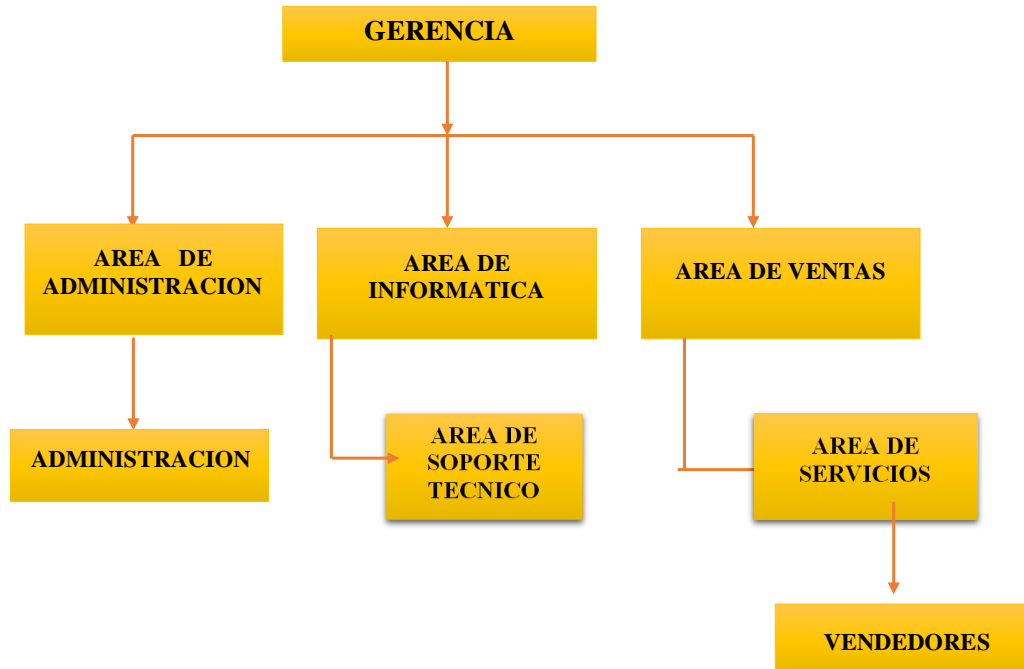 GERENCIA
AREA DE
ADMINISTRACION
AREA DE
INFORMATICA
AREA DE VENTAS
ADMINISTRACION
AREA DE
SOPORTE
TECNICO
AREA DE
SERVICIOS
VENDEDORES